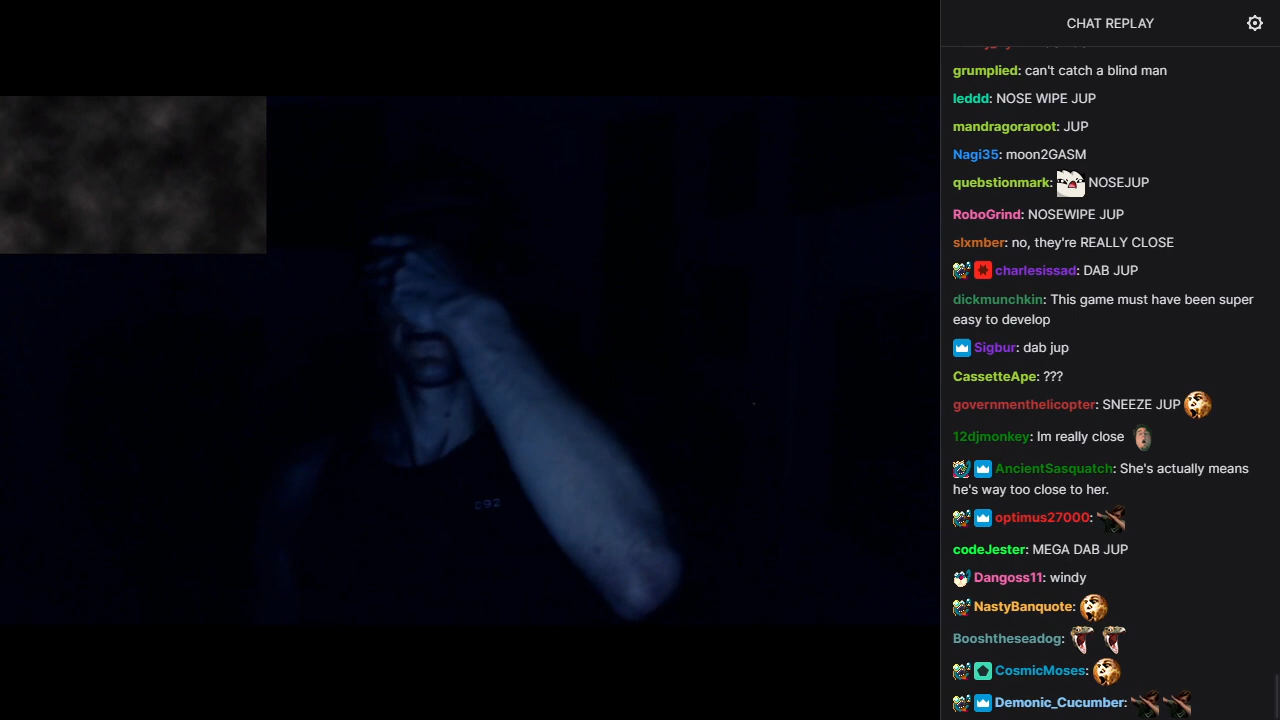 CHAT REPLAY
grumplied: can't catch a blind man
leddd: NOSE WIPE JUP
mandragoraroot: JUP
Nagi35: moon2GASM
quebstionmark: NOSEJUP
RoboGrind: NOSEWIPE JUP
slxmber: no, they're REALLY CLOSE
charlesissad: DAB JUP
dickmunchkin: This game must have been super
easy to develop
Sigbur: dab jup
CassetteApe: ???
governmenthelicopter: SNEEZE JUP
12djmonkey: Im really close
AncientSasquatch: She's actually means
he's way too close to her.
optimus27000:
codeJester: MEGA DAB JUP
Dangoss11: windy
NastyBanquote:
Booshtheseadog:
CosmicMoses:
Demonic_Cucumber: